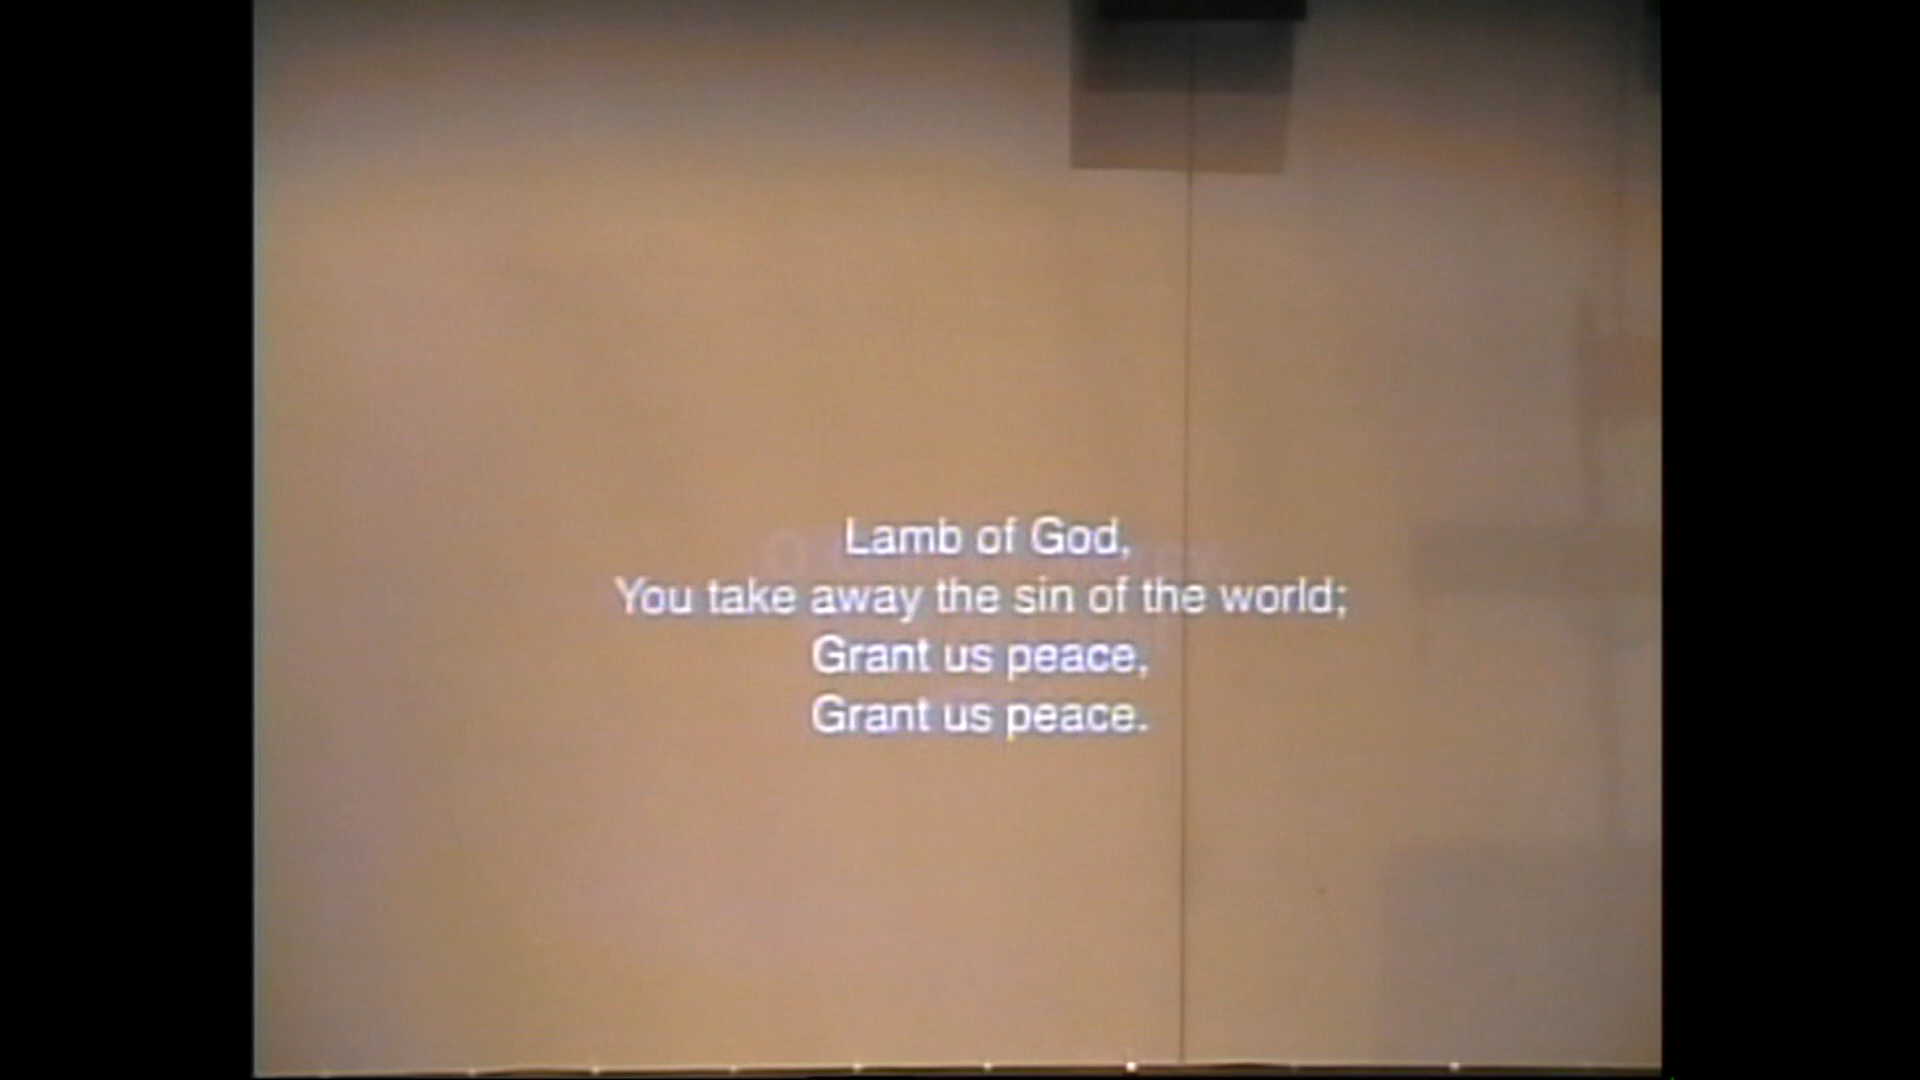 Lamb of God,
You take away the sin of the world;
Grant us peace,
Grant us peace.